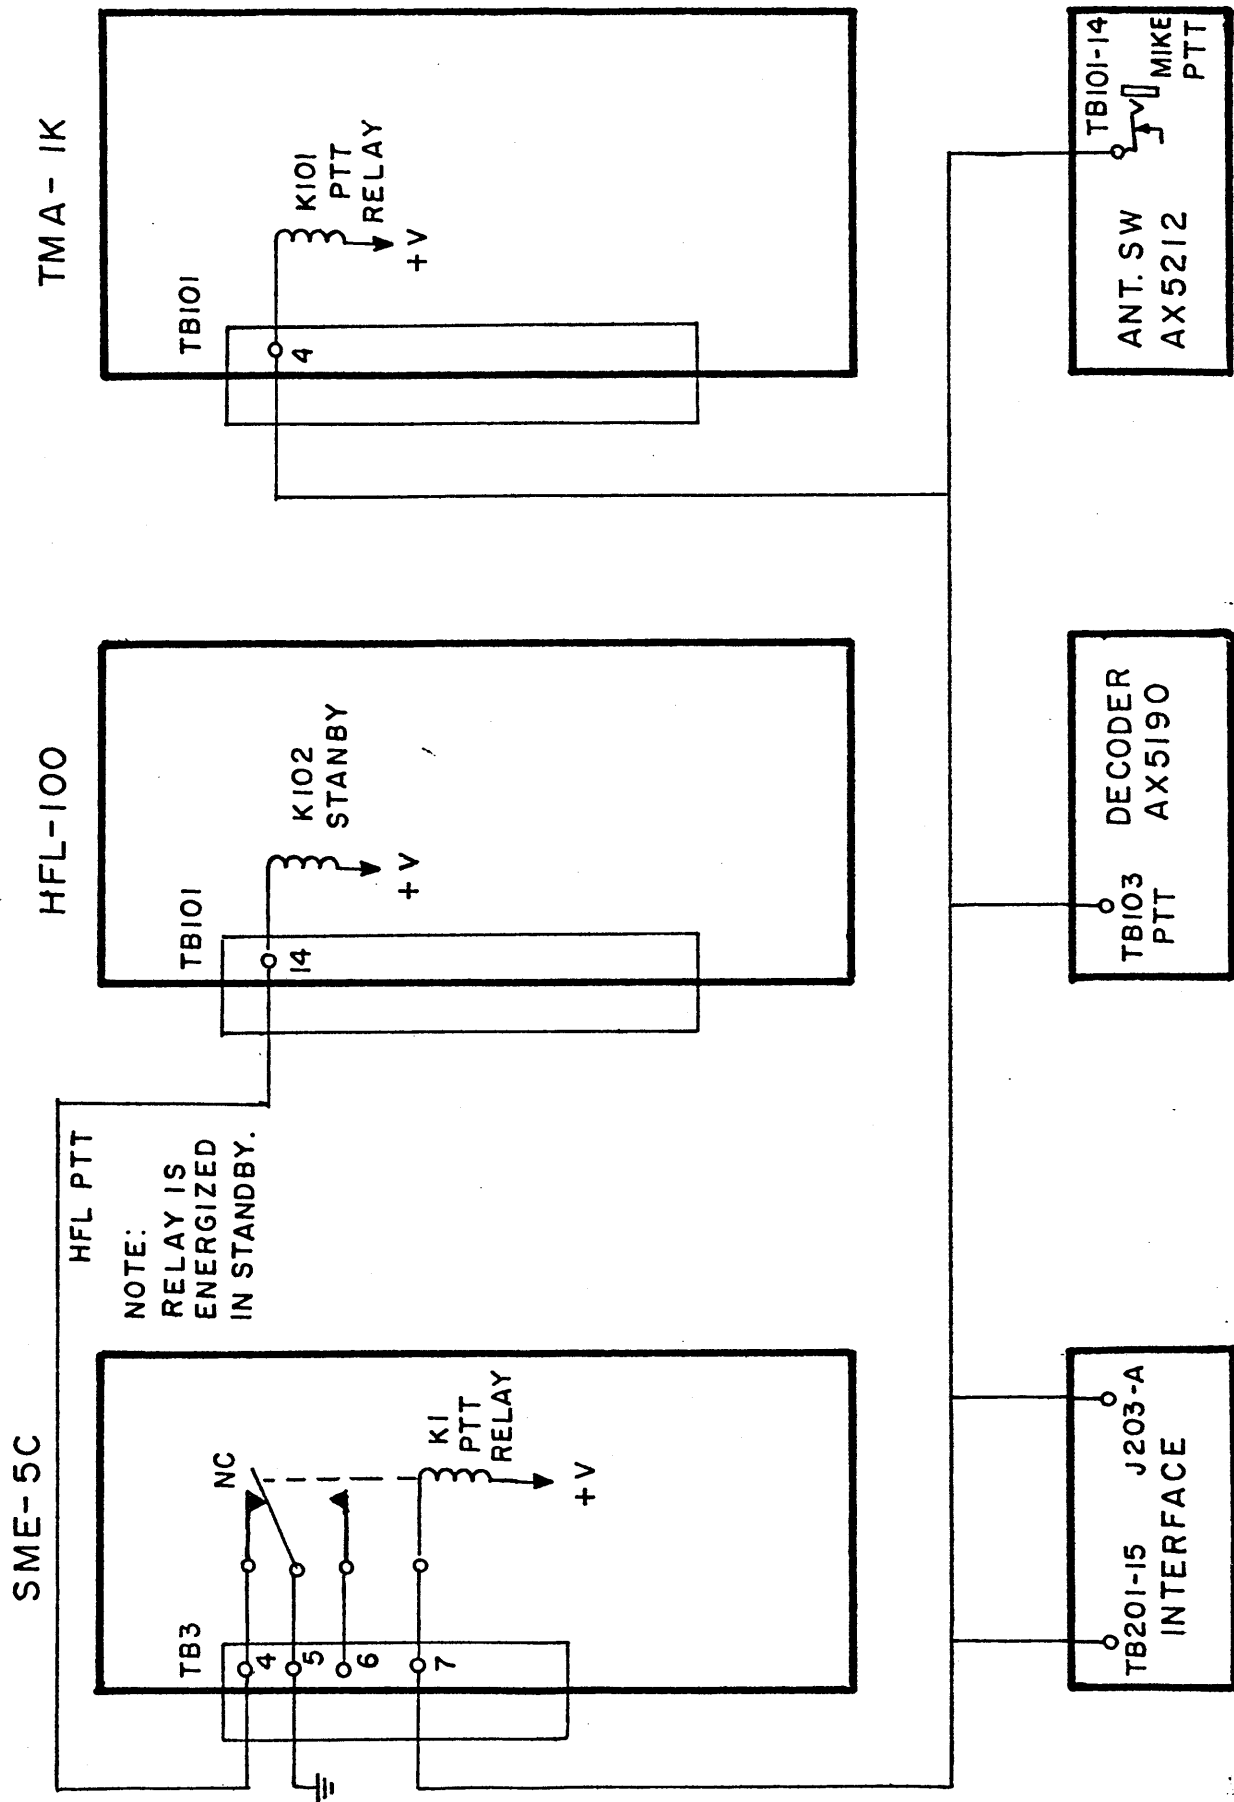 SME-5C
HFL PTT
NOTE:
RELAY IS
ENERGIZED
IN STANDBY.
TB3
4
5
6
7
NC
K1
PTT
RELAY
+V
HFL-100
TB101
14
K102
STANBY
+V
TMA-1K
TB101
4
K101
PTT
RELAY
+V
TB201-15 J203-A
INTERFACE
TB103
PTT
DECODER
AX5190
ANT. SW
AX5212
TB101-14
MIKE
PTT